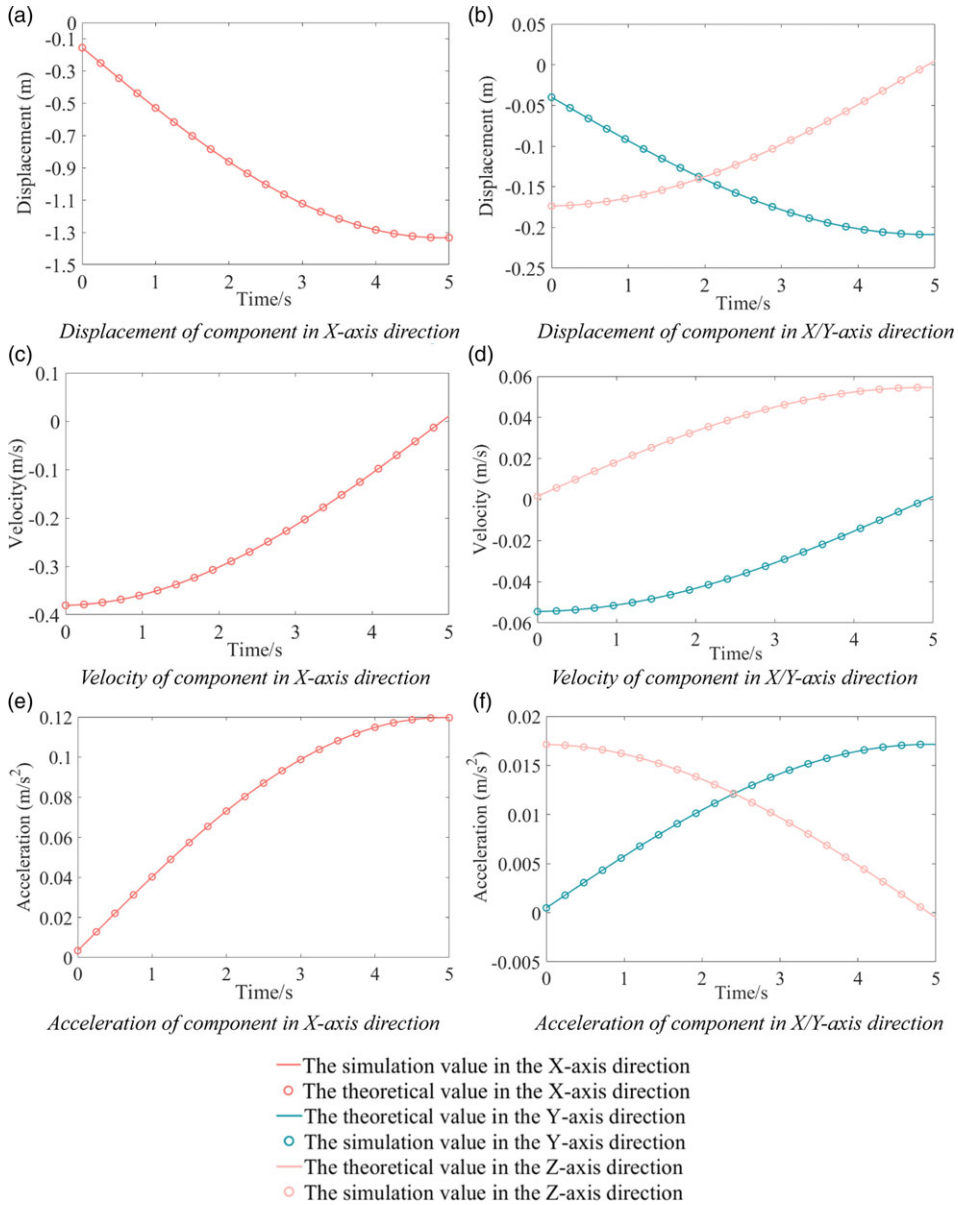 (a)
0
-0.1
-0.3
-0.5
-0.7
-0.9
-1.1
-1.3
-1.5
Displacement (m)
0 1 2 3 4 5
Time/s
Displacement of component in X-axis direction
(b)
0
-0.05
-0.1
-0.15
-0.2
-0.25
Displacement (m)
0 1 2 3 4 5
Time/s
Displacement of component in X/Y-axis direction
(c)
0.1
0
-0.1
-0.2
-0.3
-0.4
Velocity(m/s)
0 1 2 3 4 5
Time/s
Velocity of component in X-axis direction
(d)
0.06
0.04
0.02
0
-0.02
-0.04
-0.06
Velocity (m/s)
0 1 2 3 4 5
Time/s
Velocity of component in X/Y-axis direction
(e)
0.12
0.10
0.08
0.06
0.04
0.02
0
Acceleration (m/s²)
0 1 2 3 4 5
Time/s
Acceleration of component in X-axis direction
(f)
0.02
0.015
0.01
0.005
0
-0.005
Acceleration (m/s²)
0 1 2 3 4 5
Time/s
Acceleration of component in X/Y-axis direction
The simulation value in the X-axis direction
The theoretical value in the X-axis direction
The theoretical value in the Y-axis direction
The simulation value in the Y-axis direction
The theoretical value in the Z-axis direction
The simulation value in the Z-axis direction